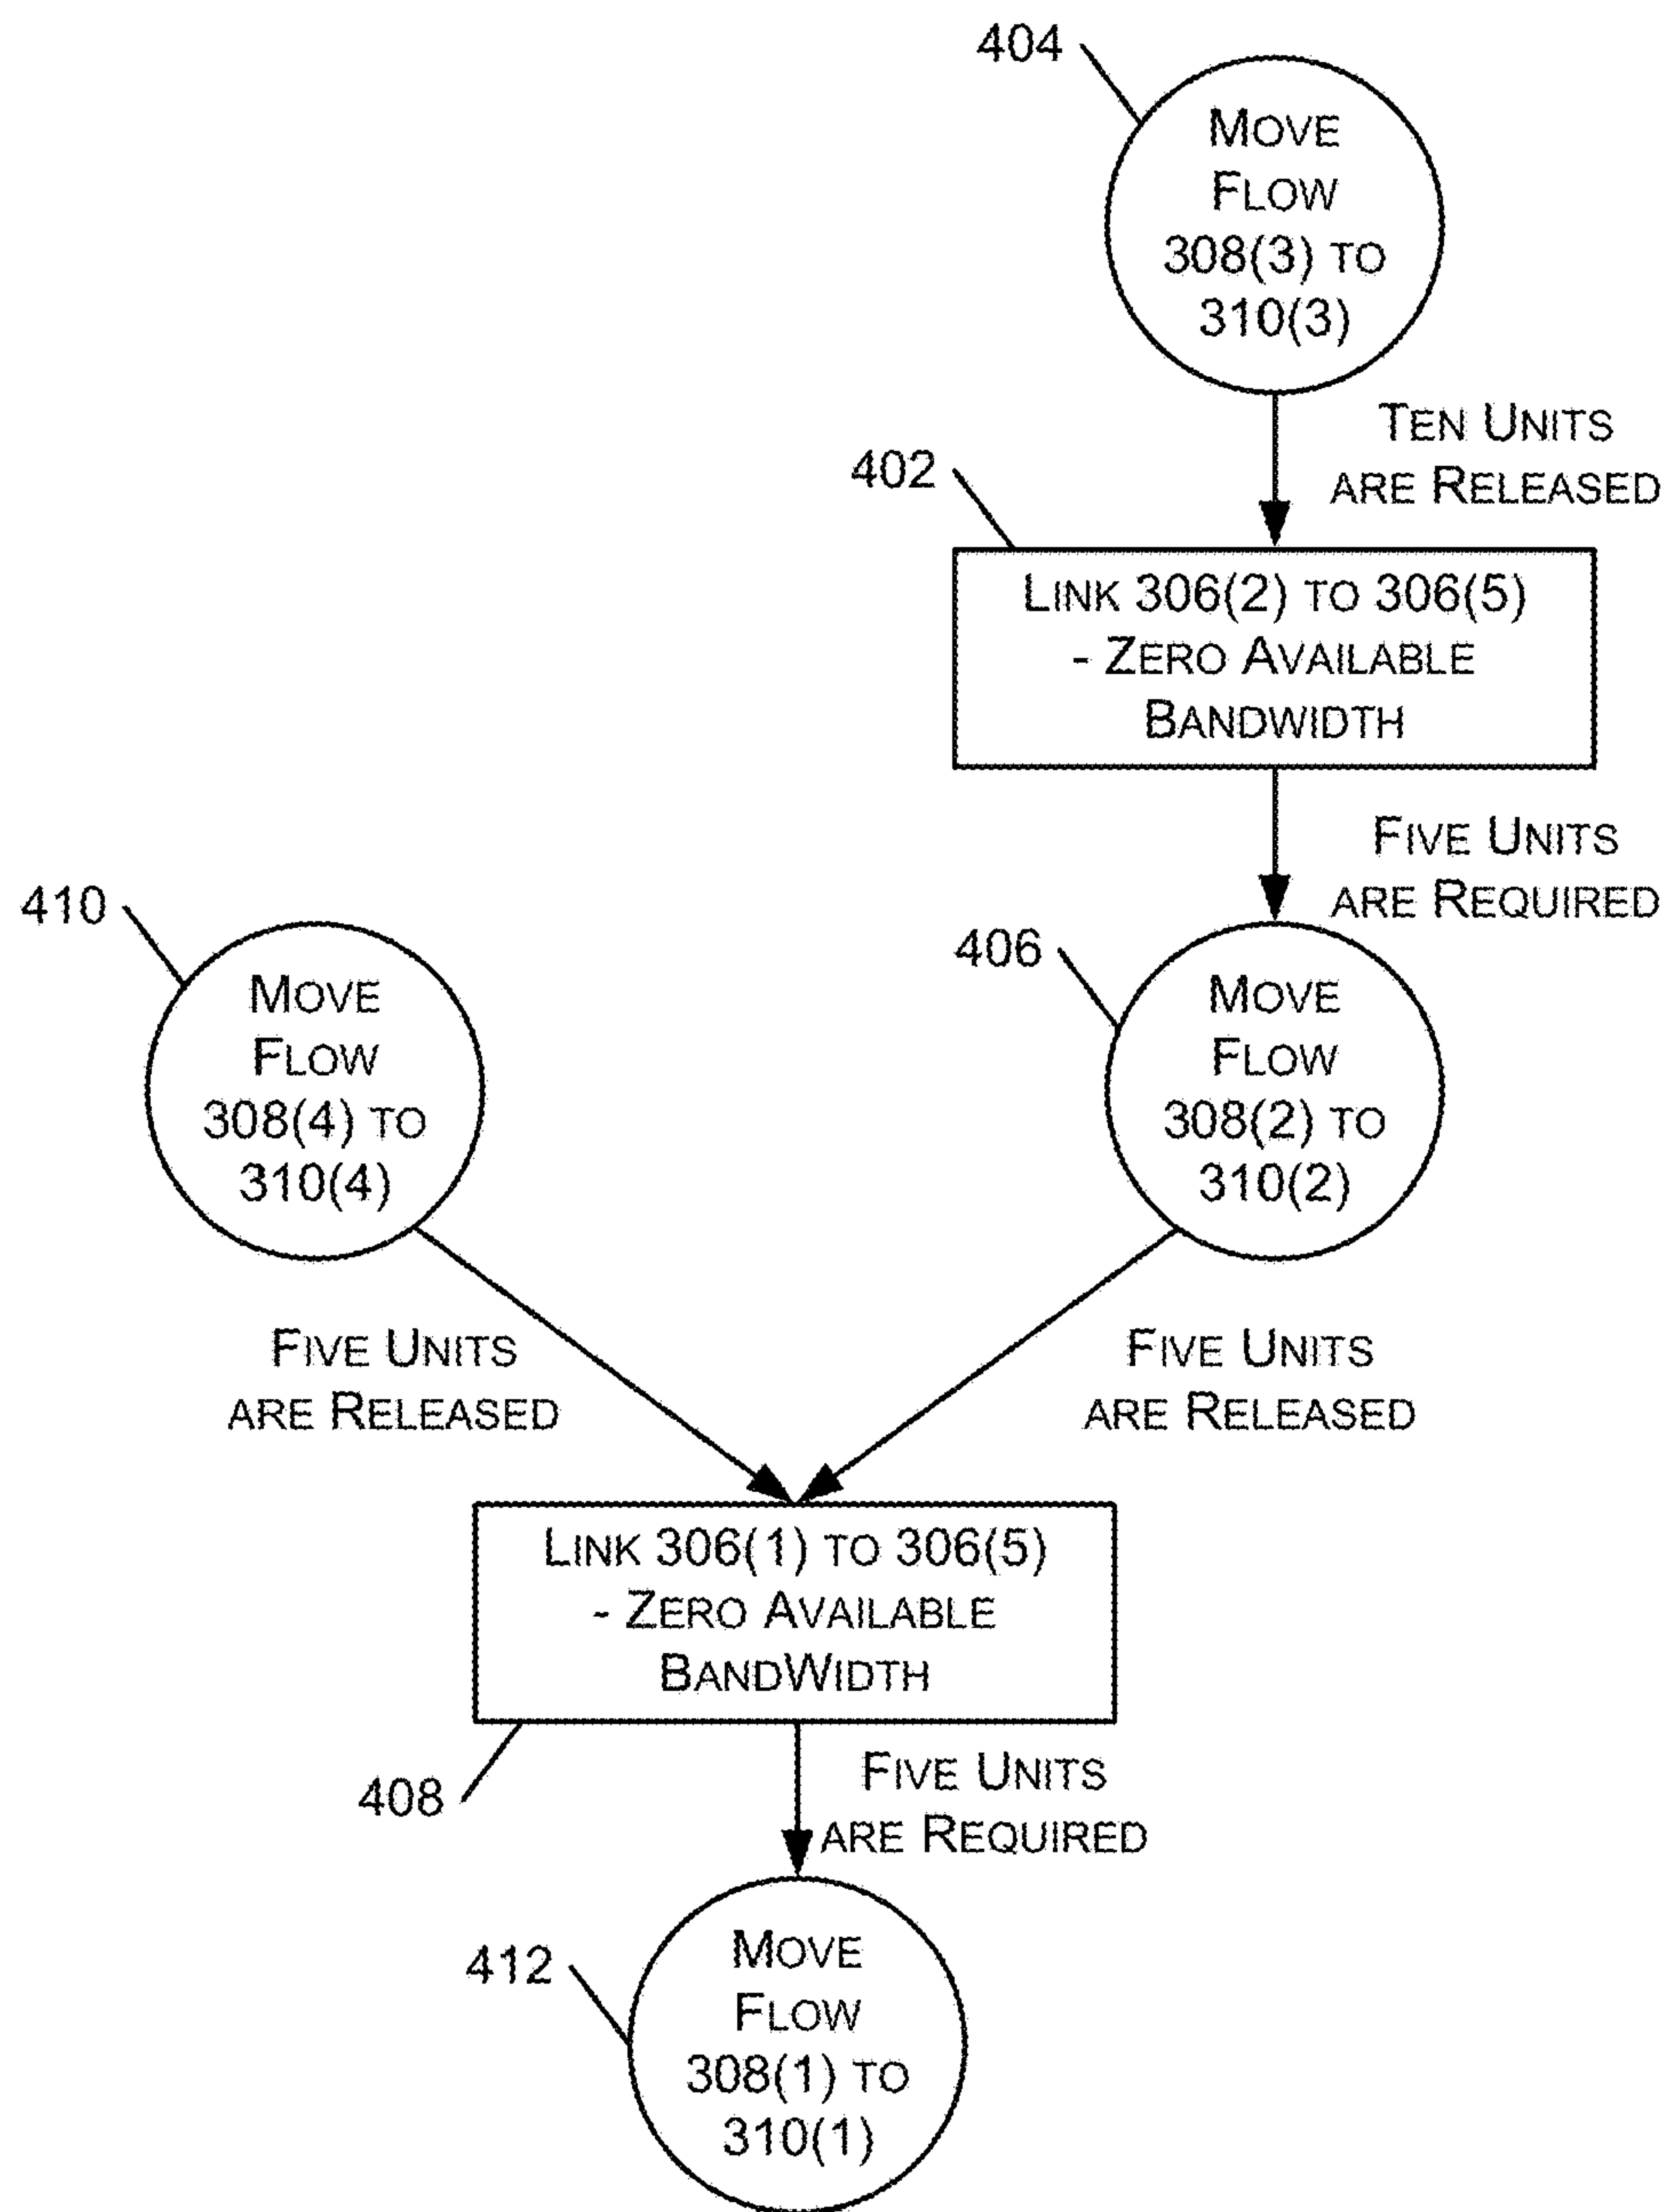 404
MOVE
FLOW
308(3) TO
310(3)
TEN UNITS
ARE RELEASED
402
LINK 306(2) TO 306(5)
- ZERO AVAILABLE
BANDWIDTH
FIVE UNITS
ARE REQUIRED
410
MOVE
FLOW
308(4) TO
310(4)
406
MOVE
FLOW
308(2) TO
310(2)
FIVE UNITS
ARE RELEASED
FIVE UNITS
ARE RELEASED
LINK 306(1) TO 306(5)
- ZERO AVAILABLE
BANDWIDTH
408
FIVE UNITS
ARE REQUIRED
412
MOVE
FLOW
308(1) TO
310(1)